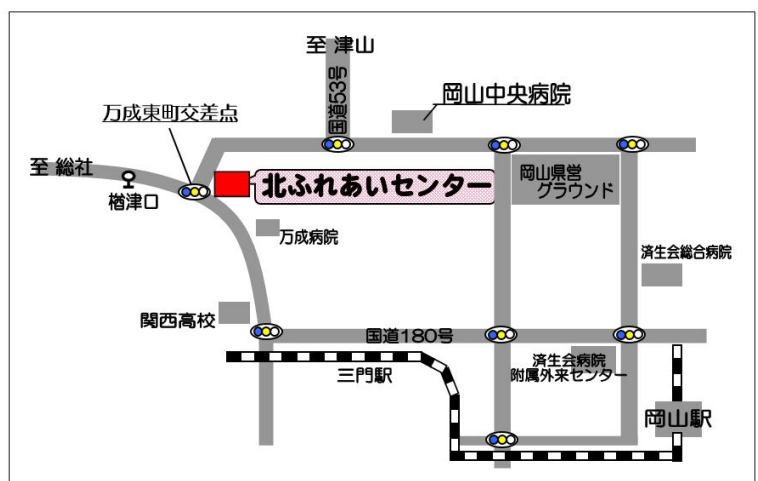 至 津山
国道53号
岡山中央病院
万成東町交差点
至 総社
楢津口
北ふれあいセンター
岡山県営
グラウンド
万成病院
済生会総合病院
関西高校
国道180号
三門駅
済生会病院
附属外来センター
岡山駅